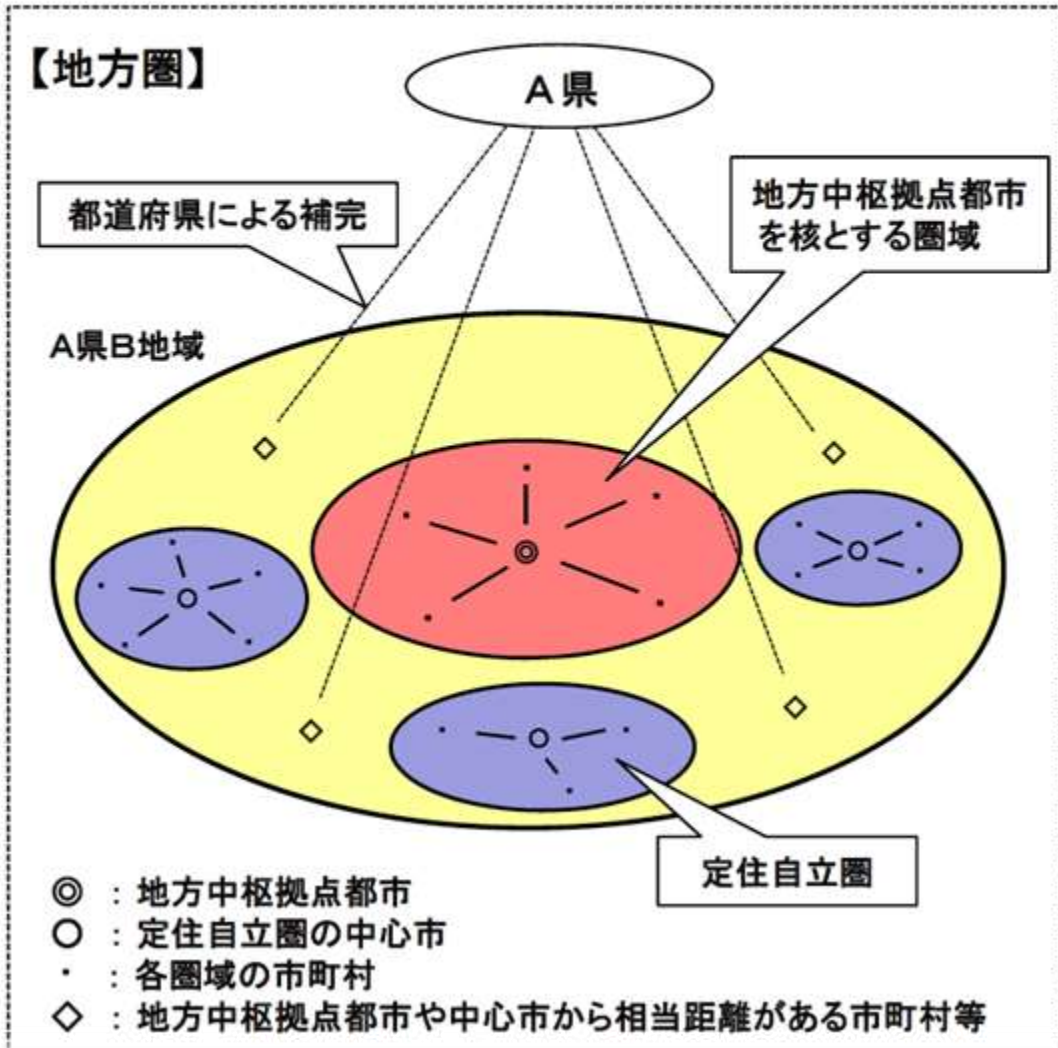 【地方圏】
A県
都道府県による補完
地方中枢拠点都市
を核とする圏域
A県B地域
定住自立圏
◎ : 地方中枢拠点都市
○ : 定住自立圏の中心市
・ : 各圏域の市町村
◇ : 地方中枢拠点都市や中心市から相当距離がある市町村等